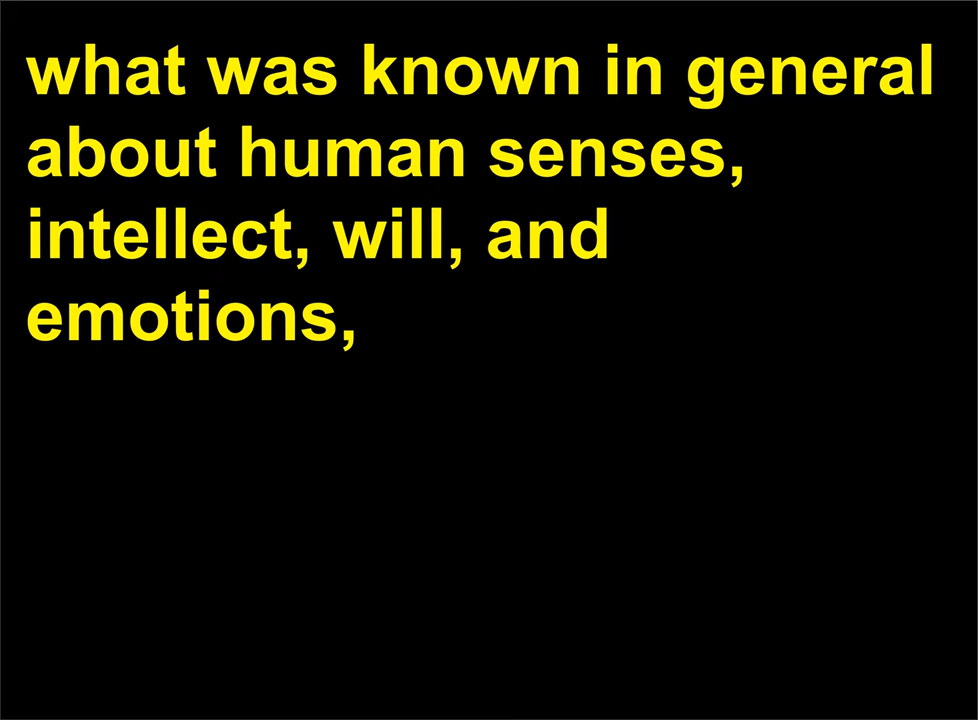 what was known in general
about human senses,
intellect, will, and
emotions,